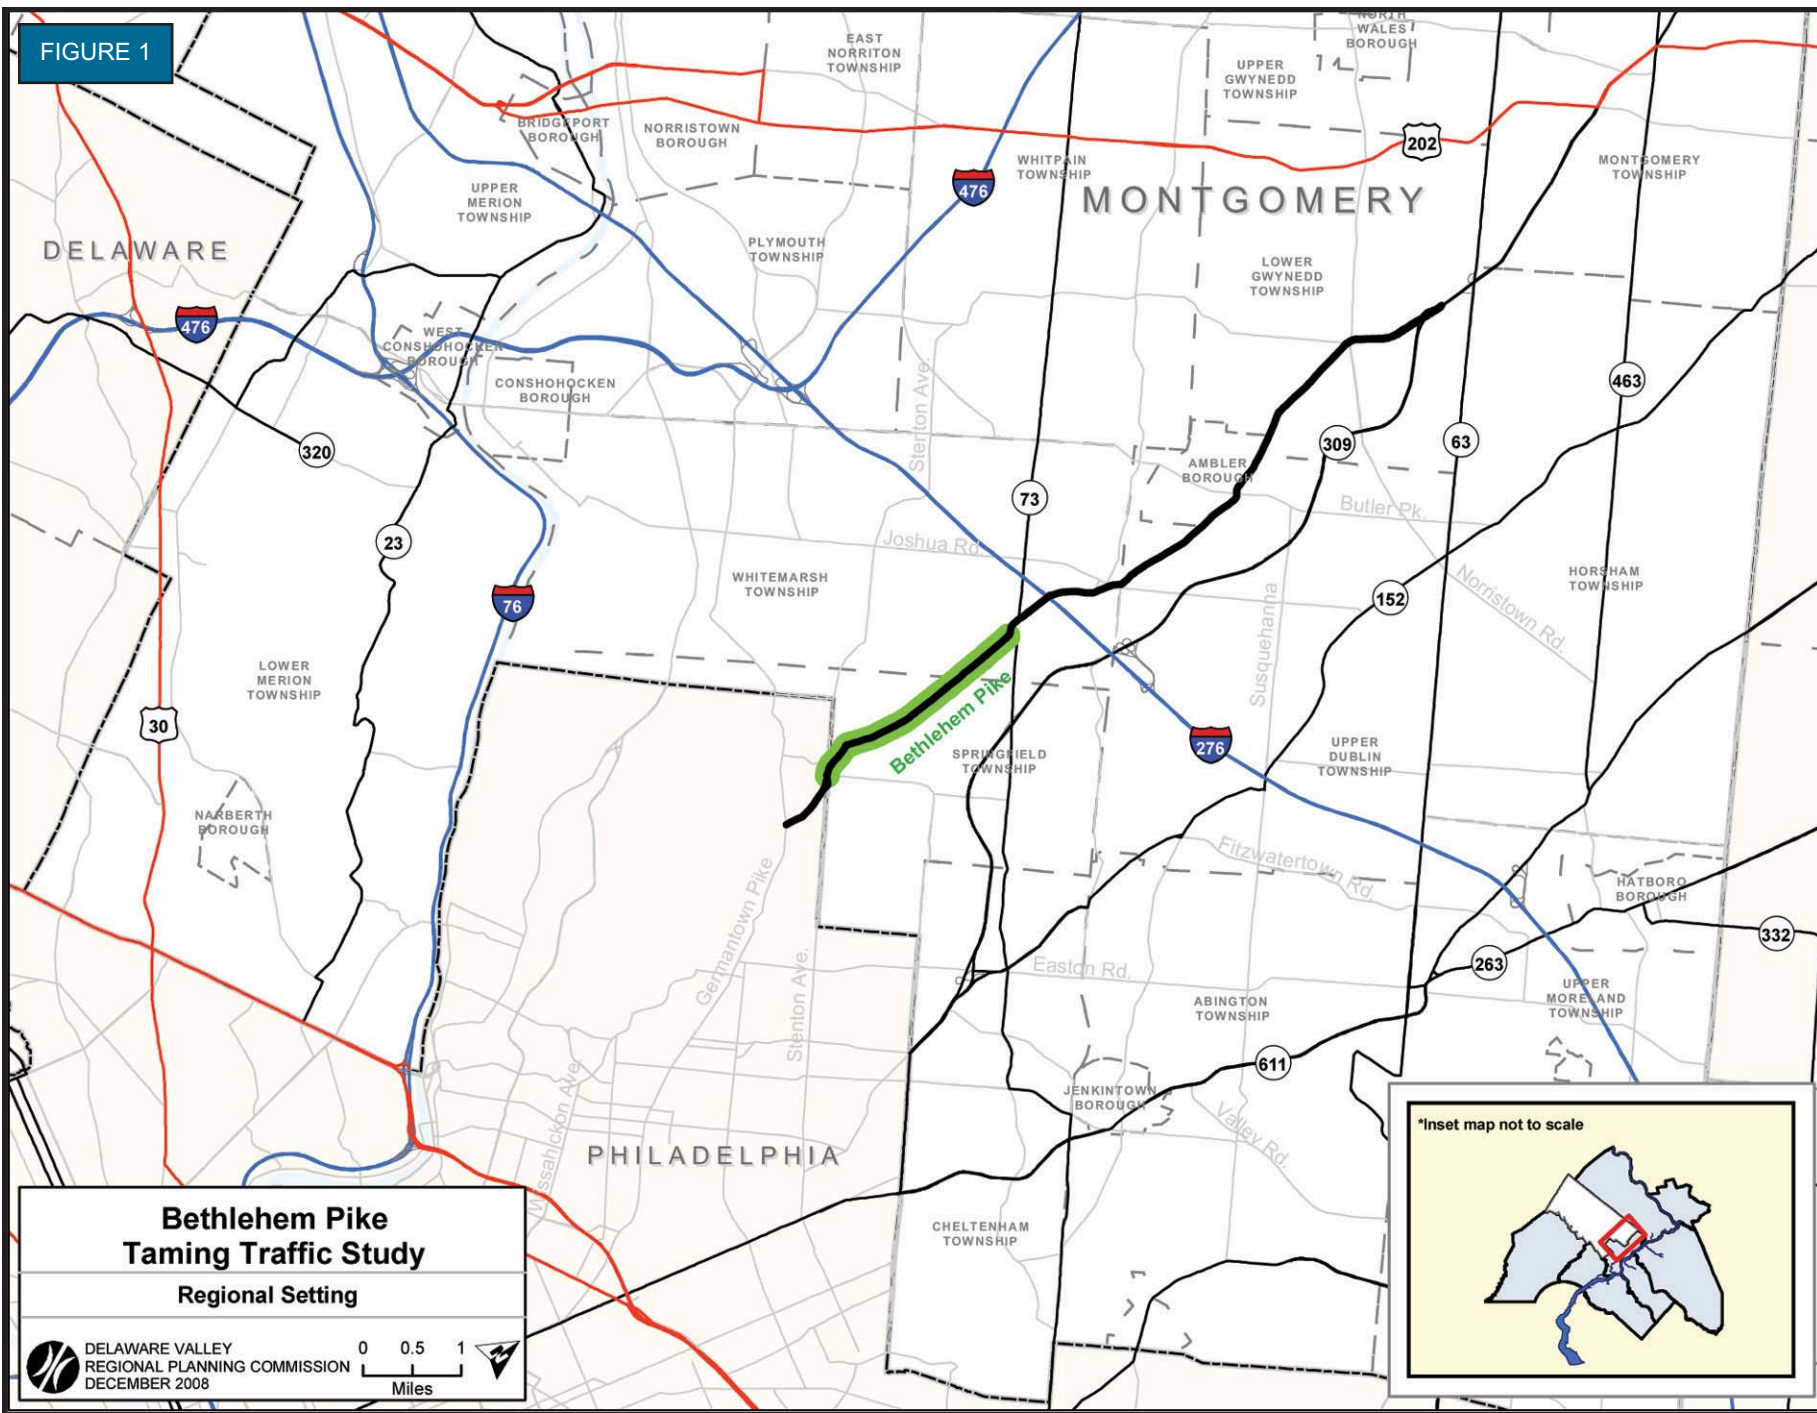 FIGURE 1
EAST
NORRITON
TOWNSHIP
NORTH
WALES
BOROUGH
UPPER
GWYNEDD
TOWNSHIP
BRIDGEPORT
BOROUGH
NORRISTOWN
BOROUGH
202
WHITPAIN
TOWNSHIP
MONTGOMERY
TOWNSHIP
476
MONTGOMERY
UPPER
MERION
TOWNSHIP
DELAWARE
PLYMOUTH
TOWNSHIP
LOWER
GWYNEDD
TOWNSHIP
476
WEST
CONSHOHOCKEN
BOROUGH
CONSHOHOCKEN
BOROUGH
Stenton Ave.
463
320
309
63
AMBLER
BOROUGH
73
Butler Pk.
23
Joshua Rd.
WHITEMARSH
TOWNSHIP
HORSHAM
TOWNSHIP
76
152
Norristown Rd.
Susquehanna
LOWER
MERION
TOWNSHIP
30
Bethlehem Pike
SPRINGFIELD
TOWNSHIP
276
UPPER
DUBLIN
TOWNSHIP
NARBERTH
BOROUGH
Fitzwatertown Rd.
HATBORO
BOROUGH
Germantown Pike
Stenton Ave.
332
Easton Rd.
263
ABINGTON
TOWNSHIP
UPPER
MORELAND
TOWNSHIP
611
JENKINTOWN
BOROUGH
Wissahickon Ave.
Valley Rd.
PHILADELPHIA
CHELTENHAM
TOWNSHIP
*Inset map not to scale
Bethlehem Pike
Taming Traffic Study
Regional Setting
DELAWARE VALLEY
REGIONAL PLANNING COMMISSION
DECEMBER 2008
0 0.5 1
Miles
N